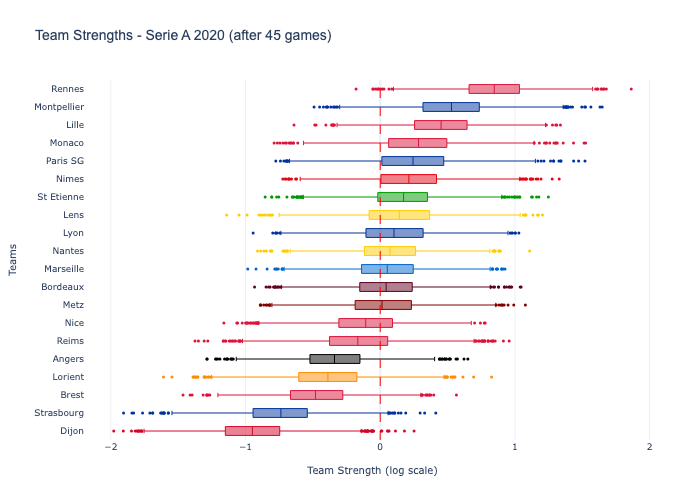 Team Strengths - Serie A 2020 (after 45 games)
Rennes
Montpellier
Lille
Monaco
Paris SG
Nimes
St Etienne
Lens
Lyon
Nantes
Marseille
Bordeaux
Metz
Nice
Reims
Angers
Lorient
Brest
Strasbourg
Dijon
Teams
−2
−1
0
1
2
Team Strength (log scale)